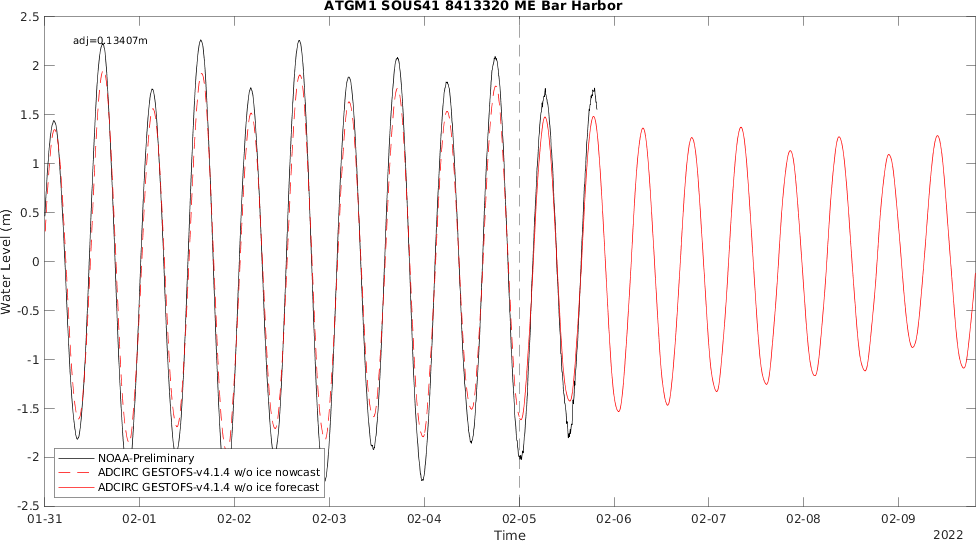 ATGM1 SOUS41 8413320 ME Bar Harbor
adj=0.13407m
2.5
2
1.5
1
0.5
0
-0.5
-1
-1.5
-2
-2.5
Water Level (m)
NOAA-Preliminary
ADCIRC GESTOFS-v4.1.4 w/o ice nowcast
ADCIRC GESTOFS-v4.1.4 w/o ice forecast
01-31 02-01 02-02 02-03 02-04 02-05 02-06 02-07 02-08 02-09
Time
2022